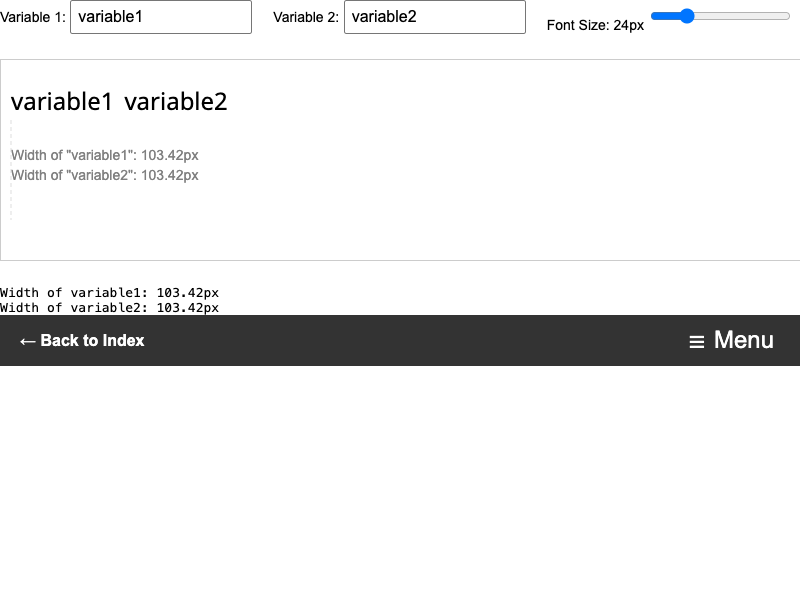 Variable 1: variable1 Variable 2: variable2 Font Size: 24px
variable1 variable2
Width of "variable1": 103.42px
Width of "variable2": 103.42px
Width of variable1: 103.42px
Width of variable2: 103.42px
← Back to Index ≡ Menu